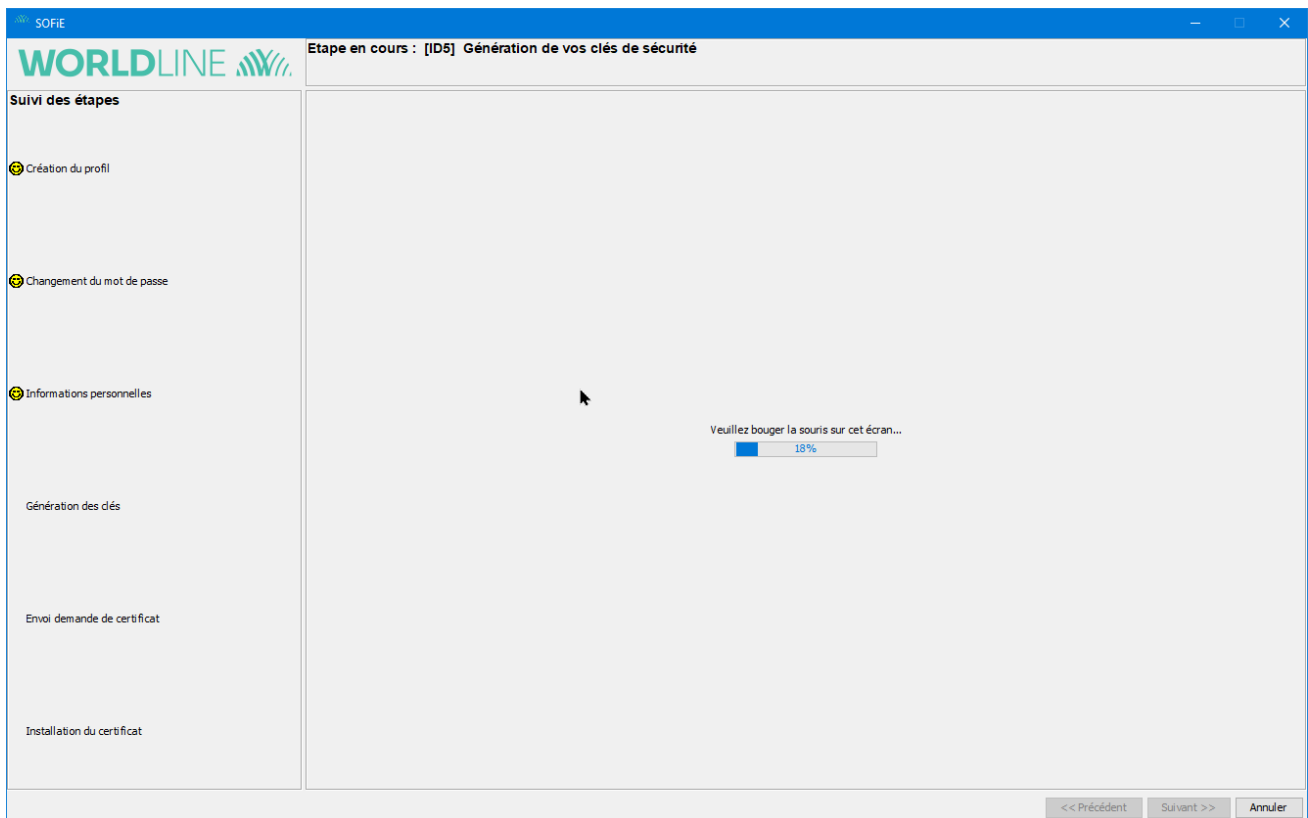 SOFiE
WORLDLINE
Etape en cours : [ID5] Génération de vos clés de sécurité
Suivi des étapes
Création du profil
Changement du mot de passe
Informations personnelles
Veuillez bouger la souris sur cet écran...
18%
Génération des clés
Envoi demande de certificat
Installation du certificat
<< Précédent
Suivant >>
Annuler